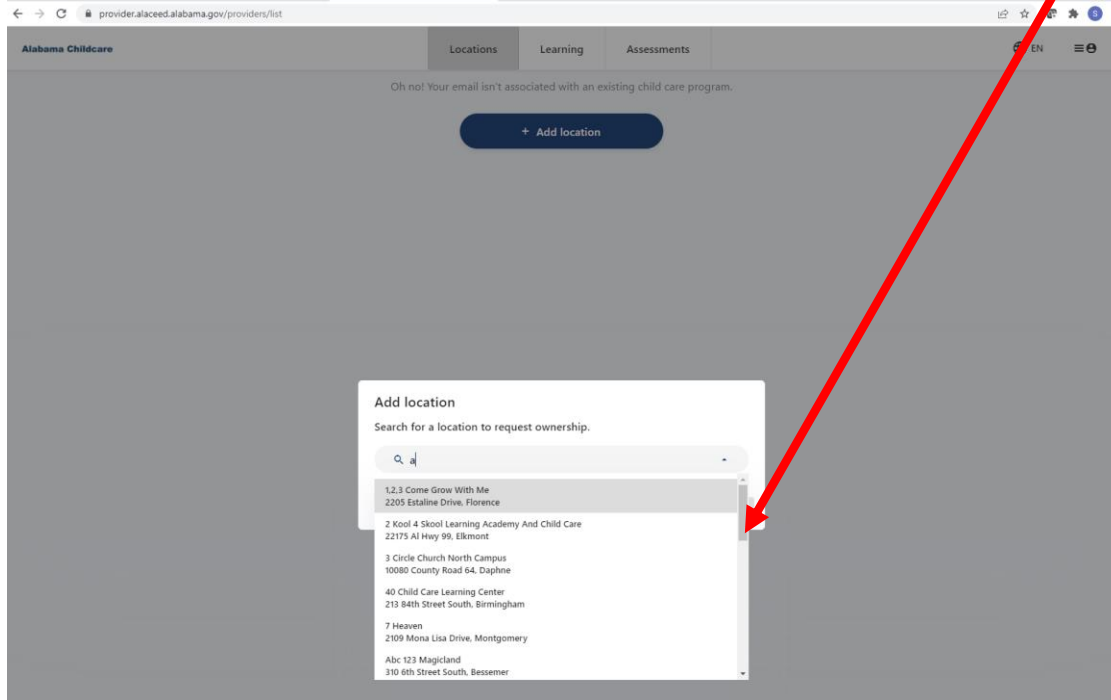 provider.alaceed.alabama.gov/providers/list
S
Alabama Childcare
Locations
Learning
Assessments
EN
Oh no! Your email isn't associated with an existing child care program.
+ Add location
Add location
Search for a location to request ownership.
a
1,2,3 Come Grow With Me
2205 Estaline Drive, Florence
2 Kool 4 Skool Learning Academy And Child Care
22175 Al Hwy 99, Elkmont
3 Circle Church North Campus
10080 County Road 64, Daphne
40 Child Care Learning Center
213 84th Street South, Birmingham
7 Heaven
2109 Mona Lisa Drive, Montgomery
Abc 123 Magicland
310 6th Street South, Bessemer